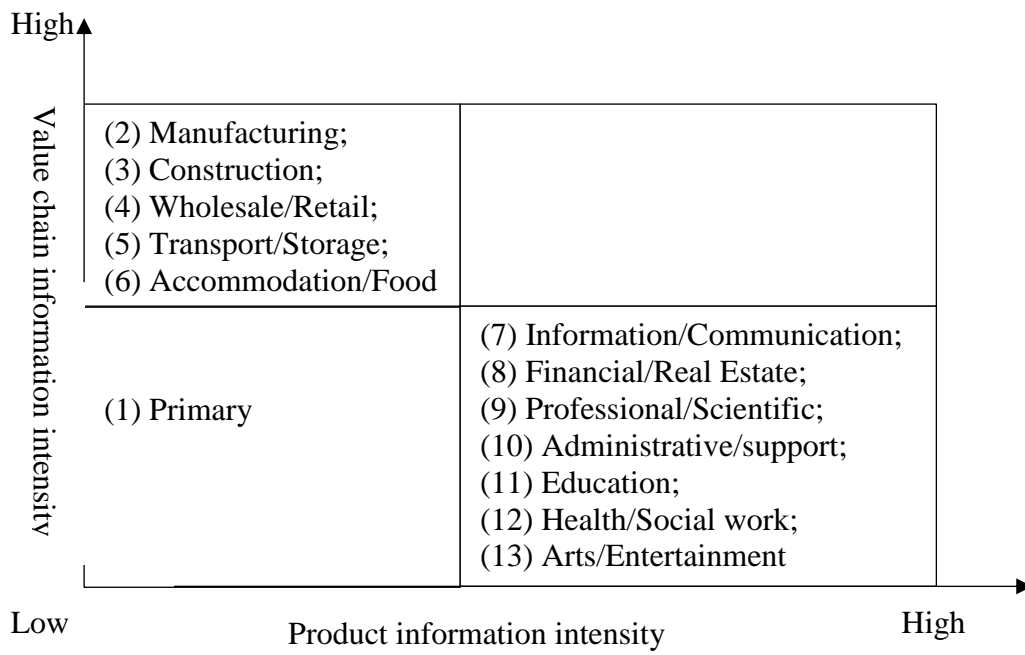 High
Value chain information intensity
(2) Manufacturing;
(3) Construction;
(4) Wholesale/Retail;
(5) Transport/Storage;
(6) Accommodation/Food
(1) Primary
(7) Information/Communication;
(8) Financial/Real Estate;
(9) Professional/Scientific;
(10) Administrative/support;
(11) Education;
(12) Health/Social work;
(13) Arts/Entertainment
Low
Product information intensity
High